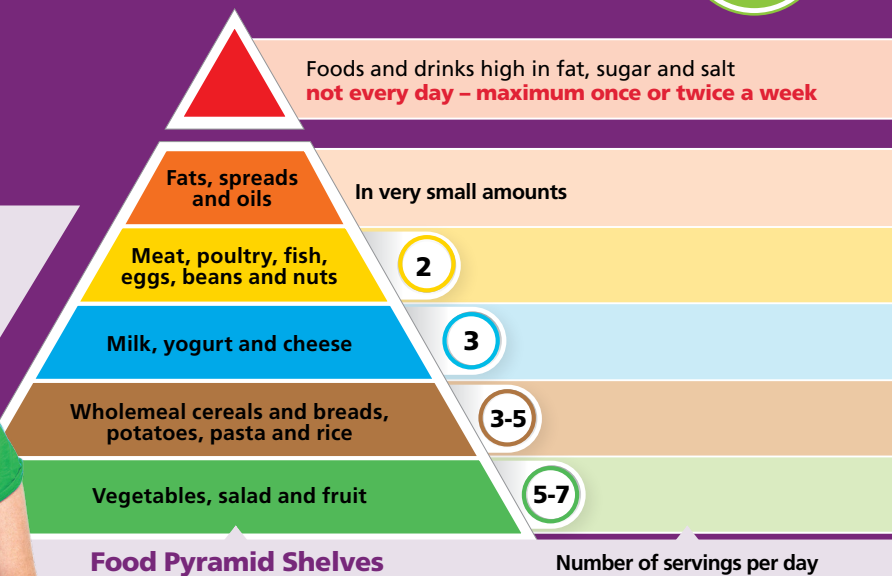 Foods and drinks high in fat, sugar and salt
not every day – maximum once or twice a week
Fats, spreads
and oils
In very small amounts
Meat, poultry, fish,
eggs, beans and nuts
2
Milk, yogurt and cheese
3
Wholemeal cereals and breads,
potatoes, pasta and rice
3-5
Vegetables, salad and fruit
5-7
Food Pyramid Shelves
Number of servings per day